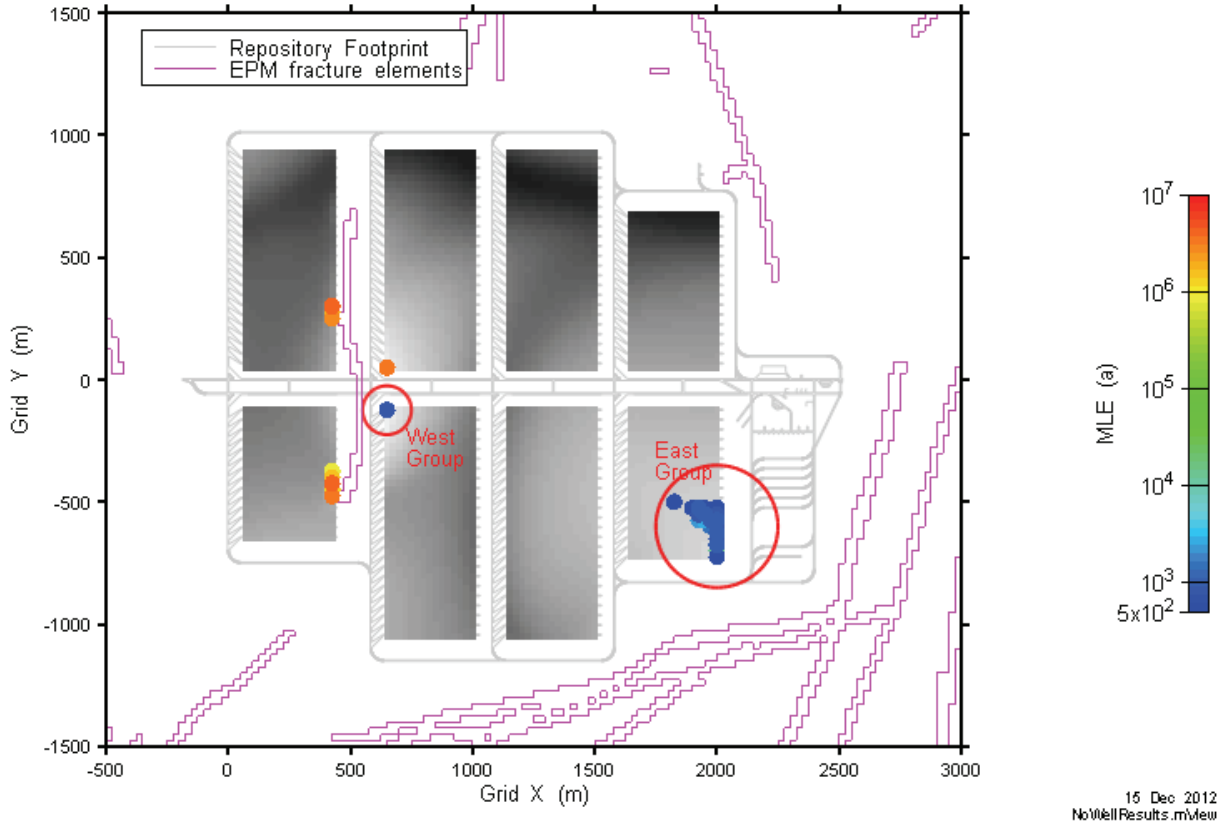 1500
1000
500
0
-500
-1000
-1500
Grid Y (m)
Repository Footprint
EPM fracture elements
West
Group
East
Group
-500
0
500
1000
1500
2000
2500
3000
Grid X (m)
10⁷
10⁶
10⁵
10⁴
10³
5x10²
MLE (a)
15 Dec 2012
NoWellResults.mView